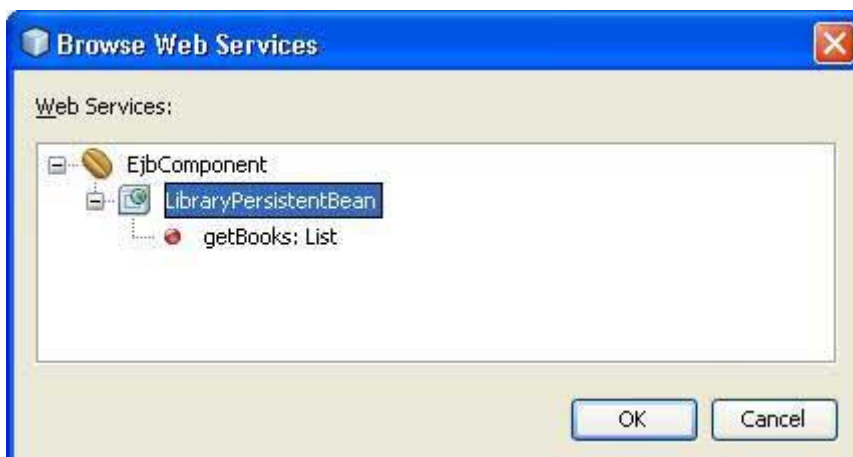 Browse Web Services
Web Services:
EjbComponent
LibraryPersistentBean
getBooks: List
OK Cancel